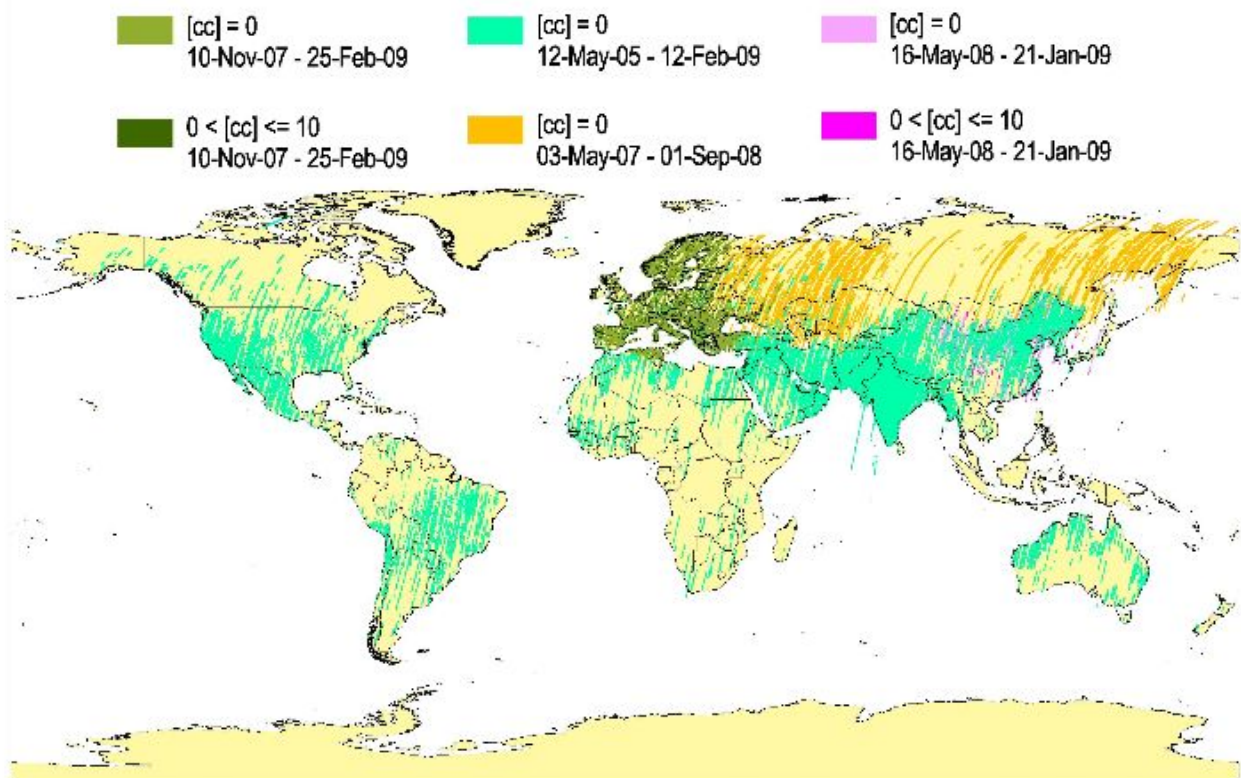 [cc] = 0
10-Nov-07 - 25-Feb-09
[cc] = 0
12-May-05 - 12-Feb-09
[cc] = 0
16-May-08 - 21-Jan-09
0 < [cc] <= 10
10-Nov-07 - 25-Feb-09
[cc] = 0
03-May-07 - 01-Sep-08
0 < [cc] <= 10
16-May-08 - 21-Jan-09